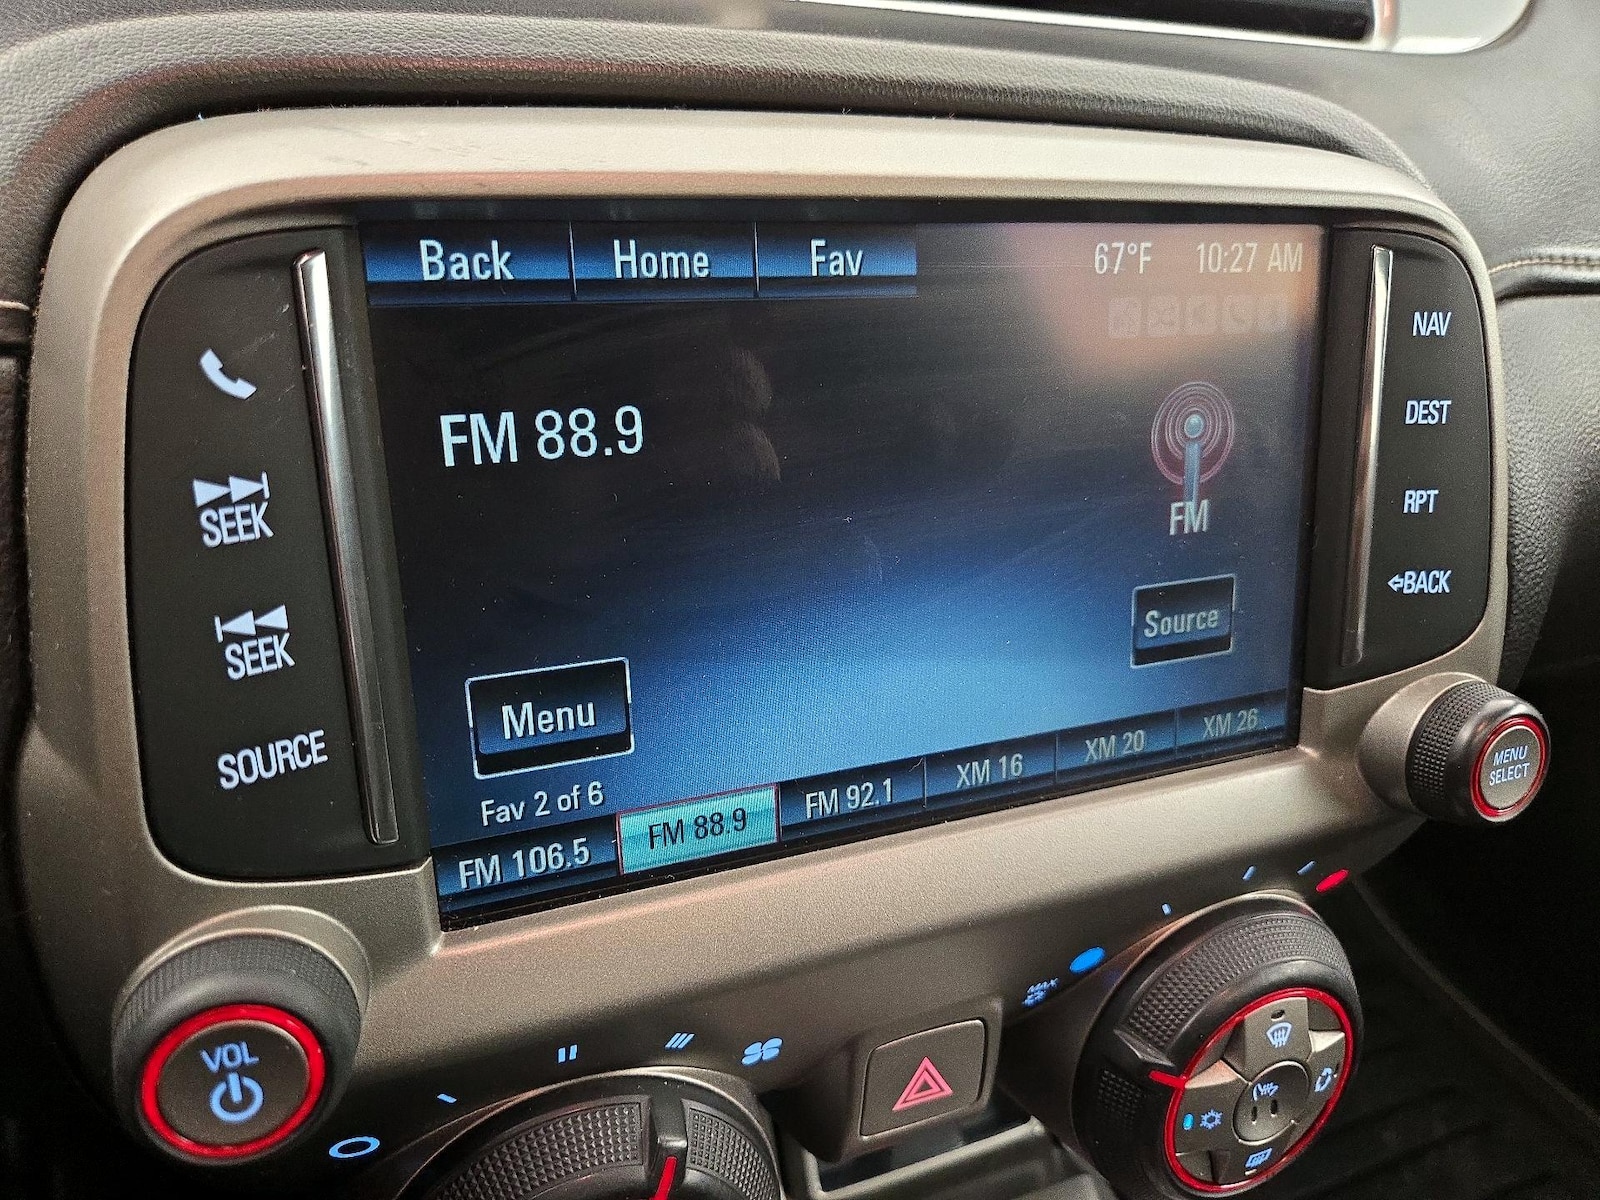 Back Home Fav 67°F 10:27 AM
NAV
DEST
FM 88.9
SEEK
RPT
FM
BACK
SEEK
Source
Menu
SOURCE
MENU
SELECT
Fav 2 of 6
FM 106.5 FM 88.9 FM 92.1 XM 16 XM 20 XM 26
MAX
VOL